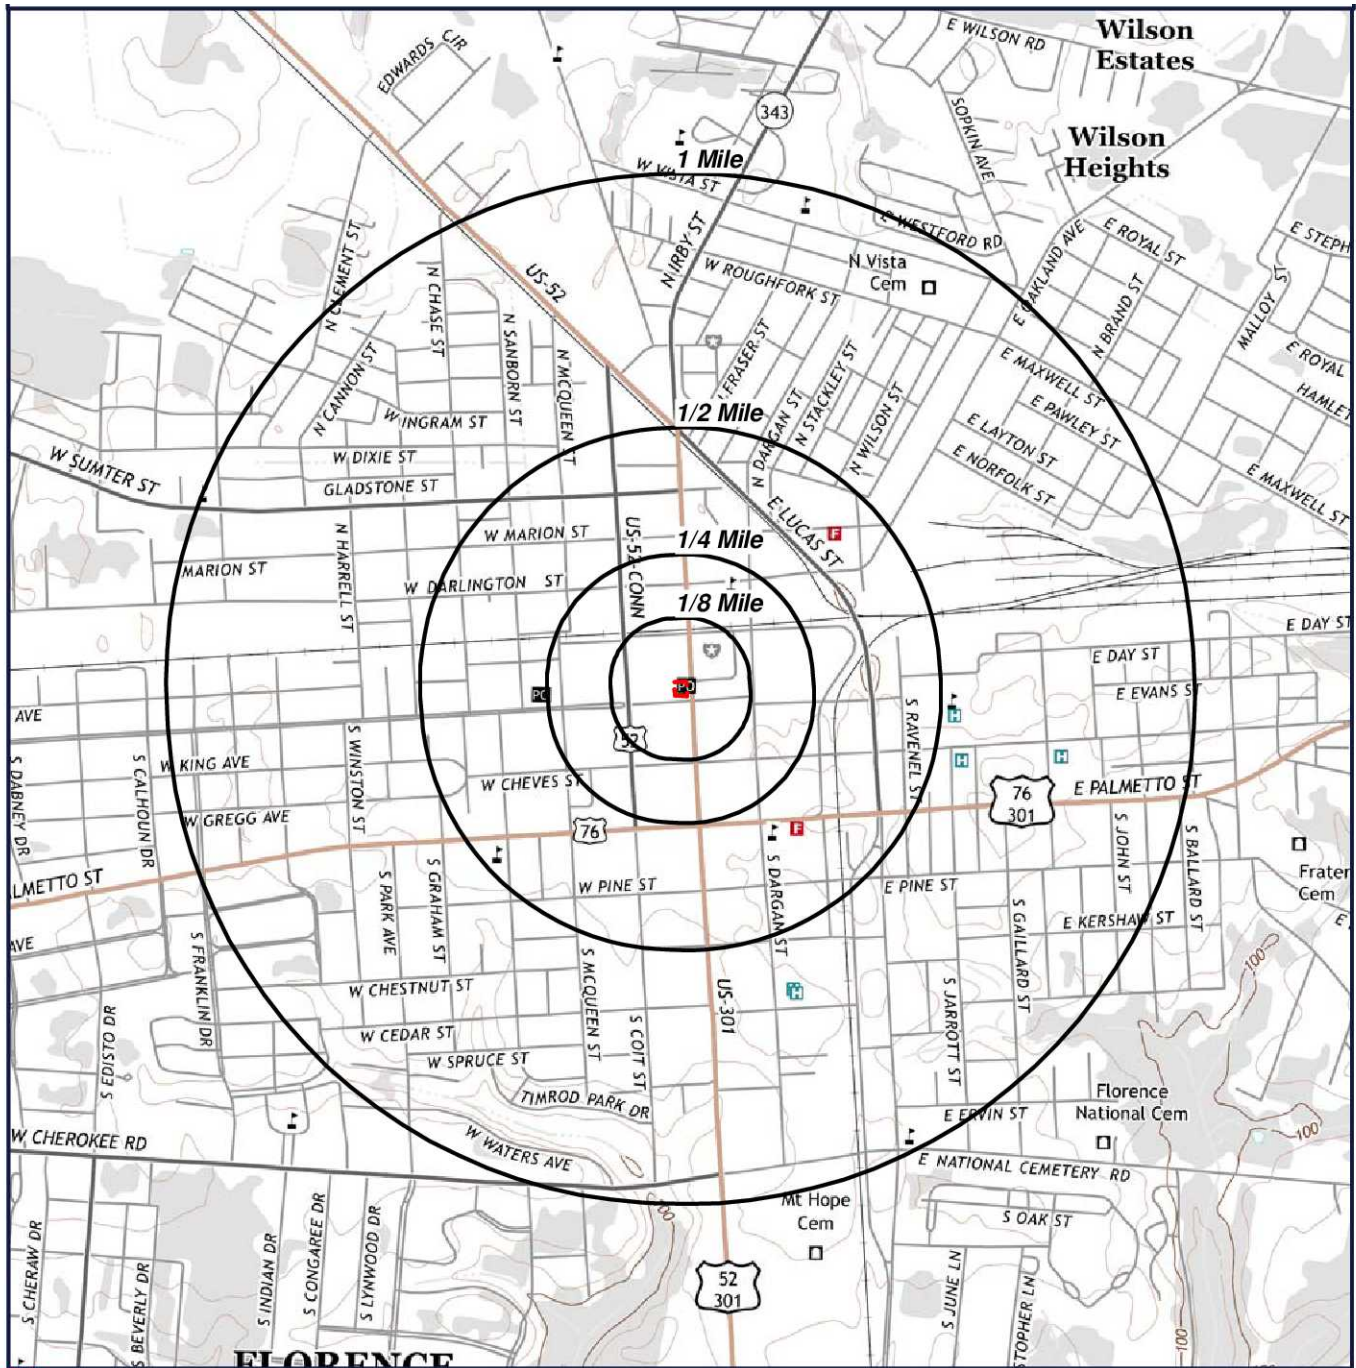 E WILSON RD
Wilson
Estates
EDWARDS CIR
343
SOPKIN AVE
Wilson
Heights
1 Mile
W VISTA ST
E WESTFORD RD
E ROYAL ST
E STEPH
N CLEMENT ST
N CHASE ST
US-52
N IRBY ST
W ROUGHFORK ST
N Vista
Cem
E OAKLAND AVE
N BRAND ST
MALLOY ST
N SANBORN ST
N MCQUEEN ST
FRASER ST
N STACKLEY ST
E ROYAL
N CANNON ST
E MAXWELL ST
HAMLET
1/2 Mile
N DARGAN ST
N WILSON ST
E PAWLEY ST
W INGRAM ST
E LAYTON ST
W DIXIE ST
E NORFOLK ST
W SUMTER ST
GLADSTONE ST
E MAXWELL ST
N HARRELL ST
W MARION ST
US-52-CONN
1/4 Mile
E LUCAS ST
F
MARION ST
W DARLINGTON ST
1/8 Mile
E DAY ST
E DAY ST
E EVANS ST
PO
PO
AVE
S RAVENEL ST
H
S DABNEY DR
S CALHOUN DR
W KING AVE
S WINSTON ST
52
H
H
W CHEVES ST
76
301
E PALMETTO ST
W GREGG AVE
76
F
S JOHN ST
S BALLARD ST
ALMETTO ST
S PARK AVE
S GRAHAM ST
W PINE ST
S DARGAN ST
E PINE ST
Frater
Cem
AVE
S FRANKLIN DR
S GAILLARD ST
E KERSHAW ST
E
100
W CHESTNUT ST
S MCQUEEN ST
US-301
H
S JARROTT ST
S EDISTO DR
W CEDAR ST
S COIT ST
W SPRUCE ST
TIMROD PARK DR
Florence
National Cem
E ERVIN ST
100
W CHEROKEE RD
W WATERS AVE
E NATIONAL CEMETERY RD
100
Mt Hope
Cem
S OAK ST
S CHERAW DR
S BEVERLY DR
S INDIAN DR
S CONGAREE DR
S LYNWOOD DR
52
301
S JUNE LN
STOPHER LN
100
FLORENCE